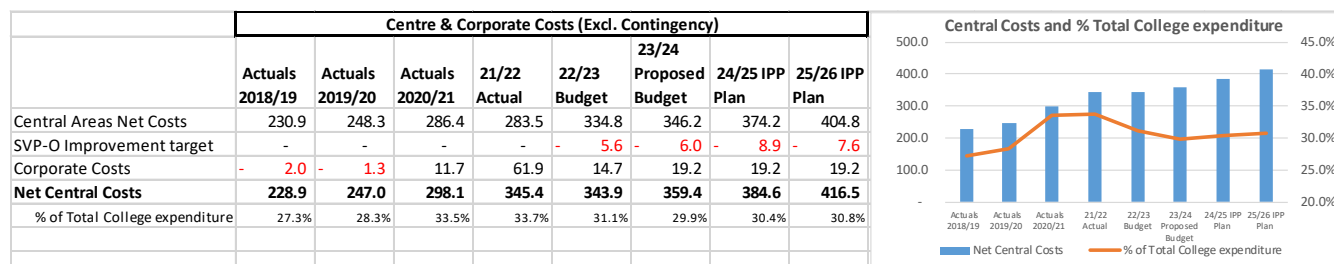 Centre & Corporate Costs (Excl. Contingency)
Actuals 2018/19 Actuals 2019/20 Actuals 2020/21 21/22 Actual 22/23 Budget 23/24 Proposed Budget 24/25 IPP Plan 25/26 IPP Plan
Central Areas Net Costs 230.9 248.3 286.4 283.5 334.8 346.2 374.2 404.8
SVP-O Improvement target - - - - - 5.6 - 6.0 - 8.9 - 7.6
Corporate Costs - 2.0 - 1.3 11.7 61.9 14.7 19.2 19.2 19.2
Net Central Costs 228.9 247.0 298.1 345.4 343.9 359.4 384.6 416.5
% of Total College expenditure 27.3% 28.3% 33.5% 33.7% 31.1% 29.9% 30.4% 30.8%
Central Costs and % Total College expenditure
500.0 45.0%
400.0 40.0%
300.0 35.0%
200.0 30.0%
100.0 25.0%
- 20.0%
Actuals 2018/19 Actuals 2019/20 Actuals 2020/21 21/22 Actual 22/23 Budget 23/24 Proposed Budget 24/25 IPP Plan 25/26 IPP Plan
Net Central Costs % of Total College expenditure